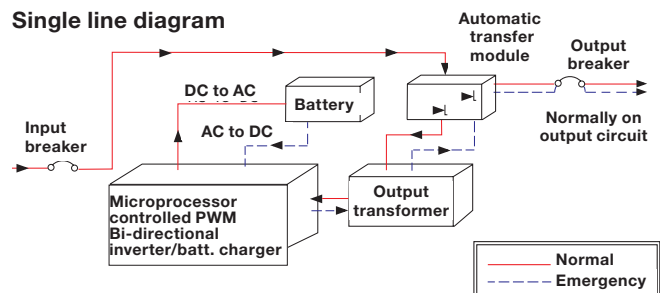 Single line diagram
Automatic
transfer
module
Output
breaker
DC to AC
Battery
Input
breaker
AC to DC
Normally on
output circuit
Microprocessor
controlled PWM
Bi-directional
inverter/batt. charger
Output
transformer
Normal
Emergency